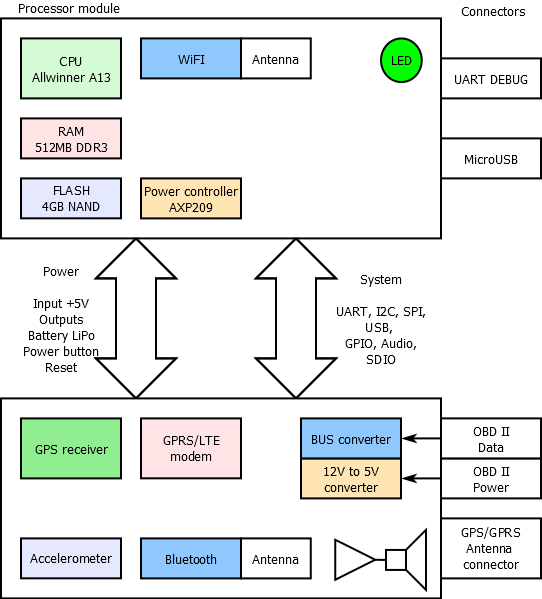 Processor module
Connectors
CPU
Allwinner A13
WiFI
Antenna
LED
UART DEBUG
RAM
512MB DDR3
MicroUSB
FLASH
4GB NAND
Power controller
AXP209
Power
Input +5V
Outputs
Battery LiPo
Power button
Reset
System
UART, I2C, SPI,
USB,
GPIO, Audio,
SDIO
GPS receiver
GPRS/LTE
modem
BUS converter
OBD II
Data
12V to 5V
converter
OBD II
Power
Accelerometer
Bluetooth
Antenna
GPS/GPRS
Antenna
connector